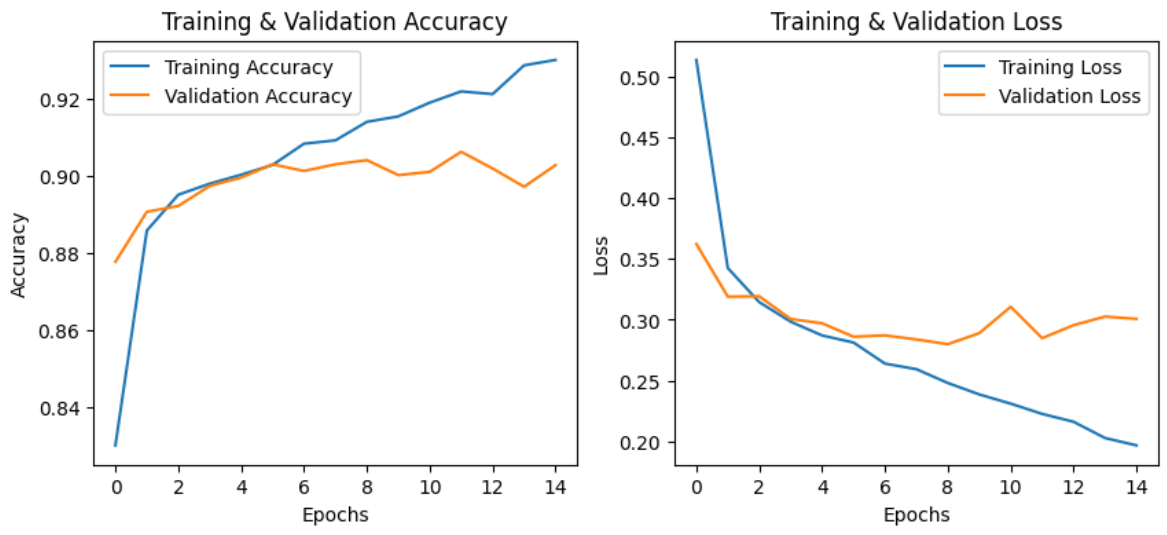 Training & Validation Accuracy
Training Accuracy
Validation Accuracy
0.92
0.90
0.88
0.86
0.84
Accuracy
0 2 4 6 8 10 12 14
Epochs
Training & Validation Loss
Training Loss
Validation Loss
0.50
0.45
0.40
0.35
0.30
0.25
0.20
Loss
0 2 4 6 8 10 12 14
Epochs